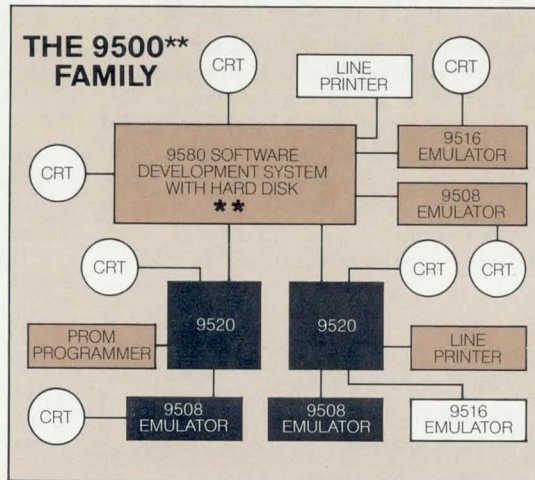 THE 9500**
FAMILY
CRT
LINE
PRINTER
CRT
CRT
9580 SOFTWARE
DEVELOPMENT SYSTEM
WITH HARD DISK
**
9516
EMULATOR
9508
EMULATOR
CRT
9520
9520
CRT
CRT
PROM
PROGRAMMER
LINE
PRINTER
CRT
9508
EMULATOR
9508
EMULATOR
9516
EMULATOR